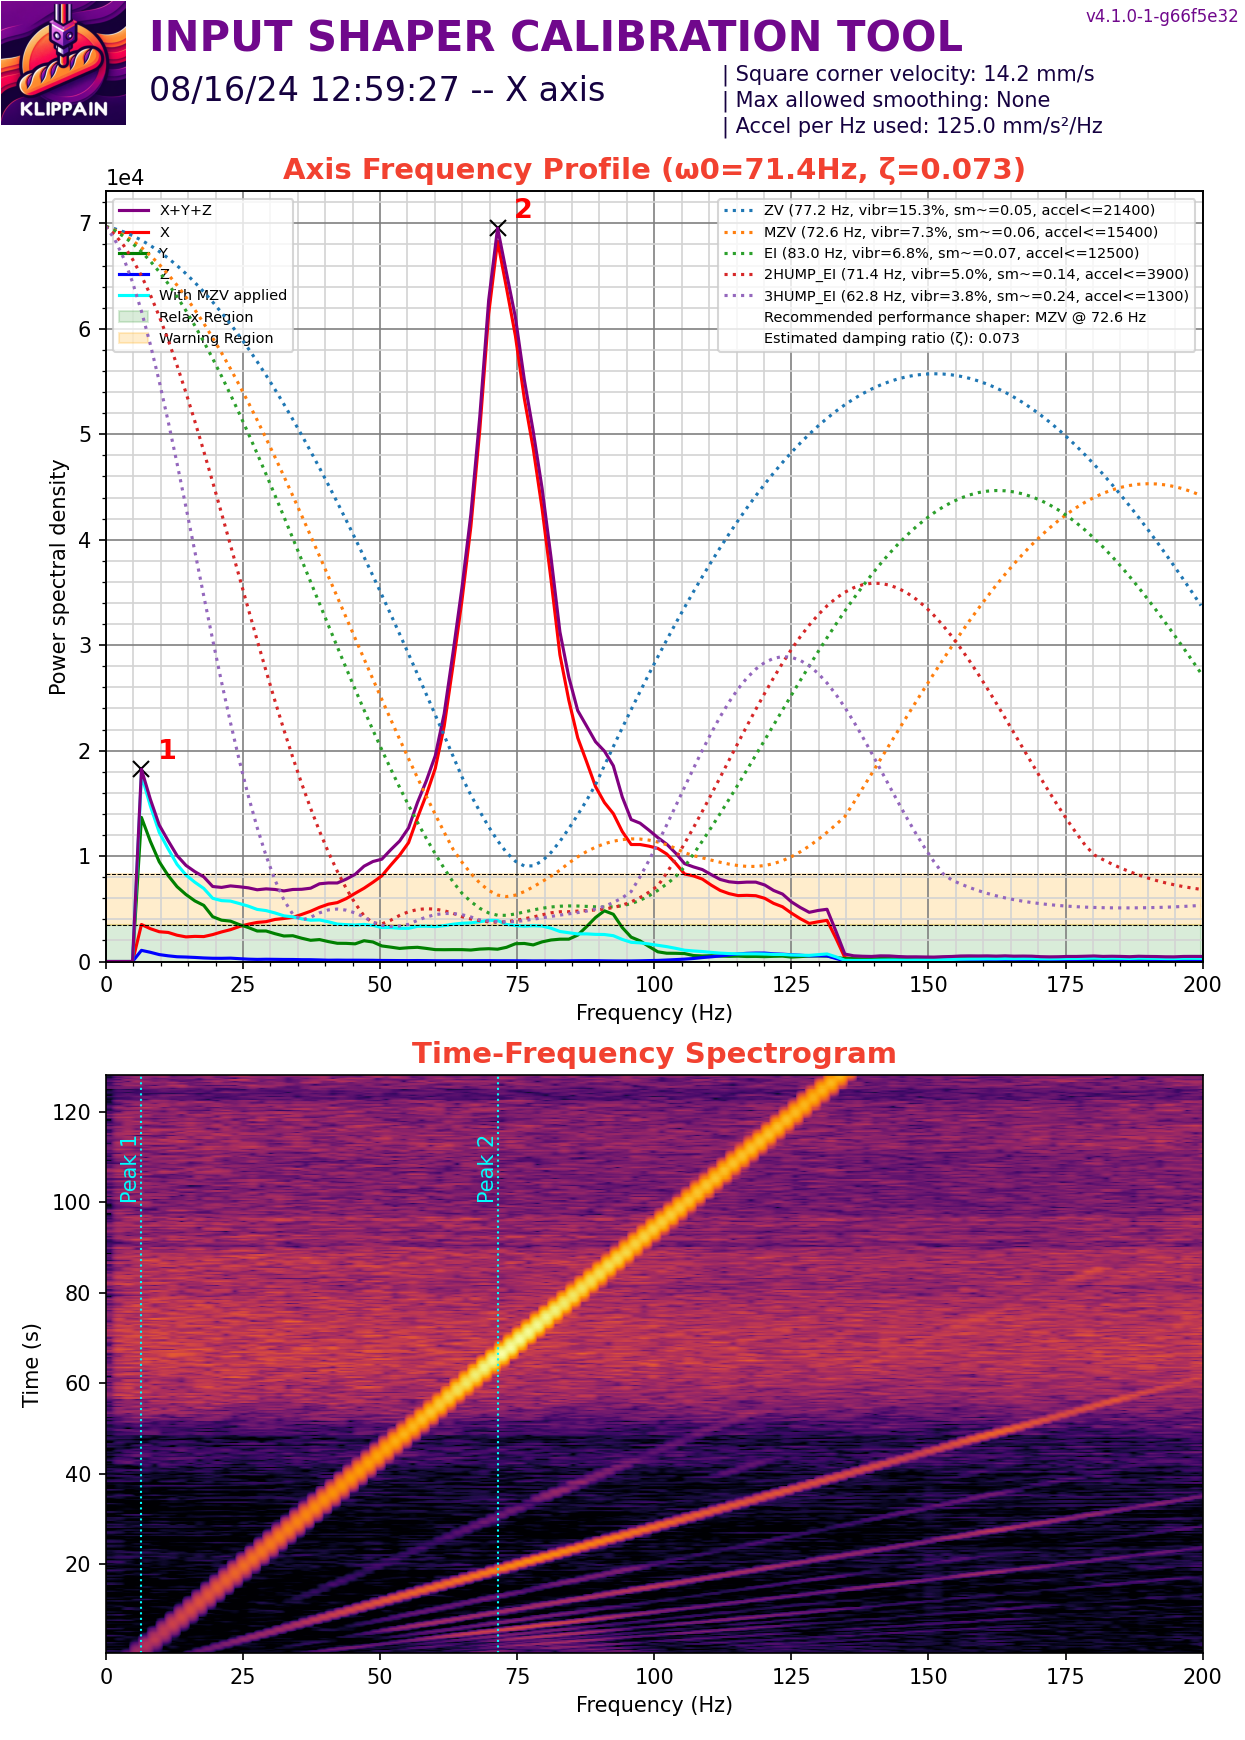 v4.1.0-1-g66f5e32
INPUT SHAPER CALIBRATION TOOL
08/16/24 12:59:27 -- X axis
| Square corner velocity: 14.2 mm/s
| Max allowed smoothing: None
| Accel per Hz used: 125.0 mm/s²/Hz
KLIPPAIN
Axis Frequency Profile (ω0=71.4Hz, ζ=0.073)
1e4
X+Y+Z
X
Y
Z
With MZV applied
Relax Region
Warning Region
ZV (77.2 Hz, vibr=15.3%, sm~=0.05, accel<=21400)
MZV (72.6 Hz, vibr=7.3%, sm~=0.06, accel<=15400)
EI (83.0 Hz, vibr=6.8%, sm~=0.07, accel<=12500)
2HUMP_EI (71.4 Hz, vibr=5.0%, sm~=0.14, accel<=3900)
3HUMP_EI (62.8 Hz, vibr=3.8%, sm~=0.24, accel<=1300)
Recommended performance shaper: MZV @ 72.6 Hz
Estimated damping ratio (ζ): 0.073
2
1
Power spectral density
7
6
5
4
3
2
1
0
0 25 50 75 100 125 150 175 200
Frequency (Hz)
Time-Frequency Spectrogram
Time (s)
120
100
80
60
40
20
Peak 1
Peak 2
0 25 50 75 100 125 150 175 200
Frequency (Hz)